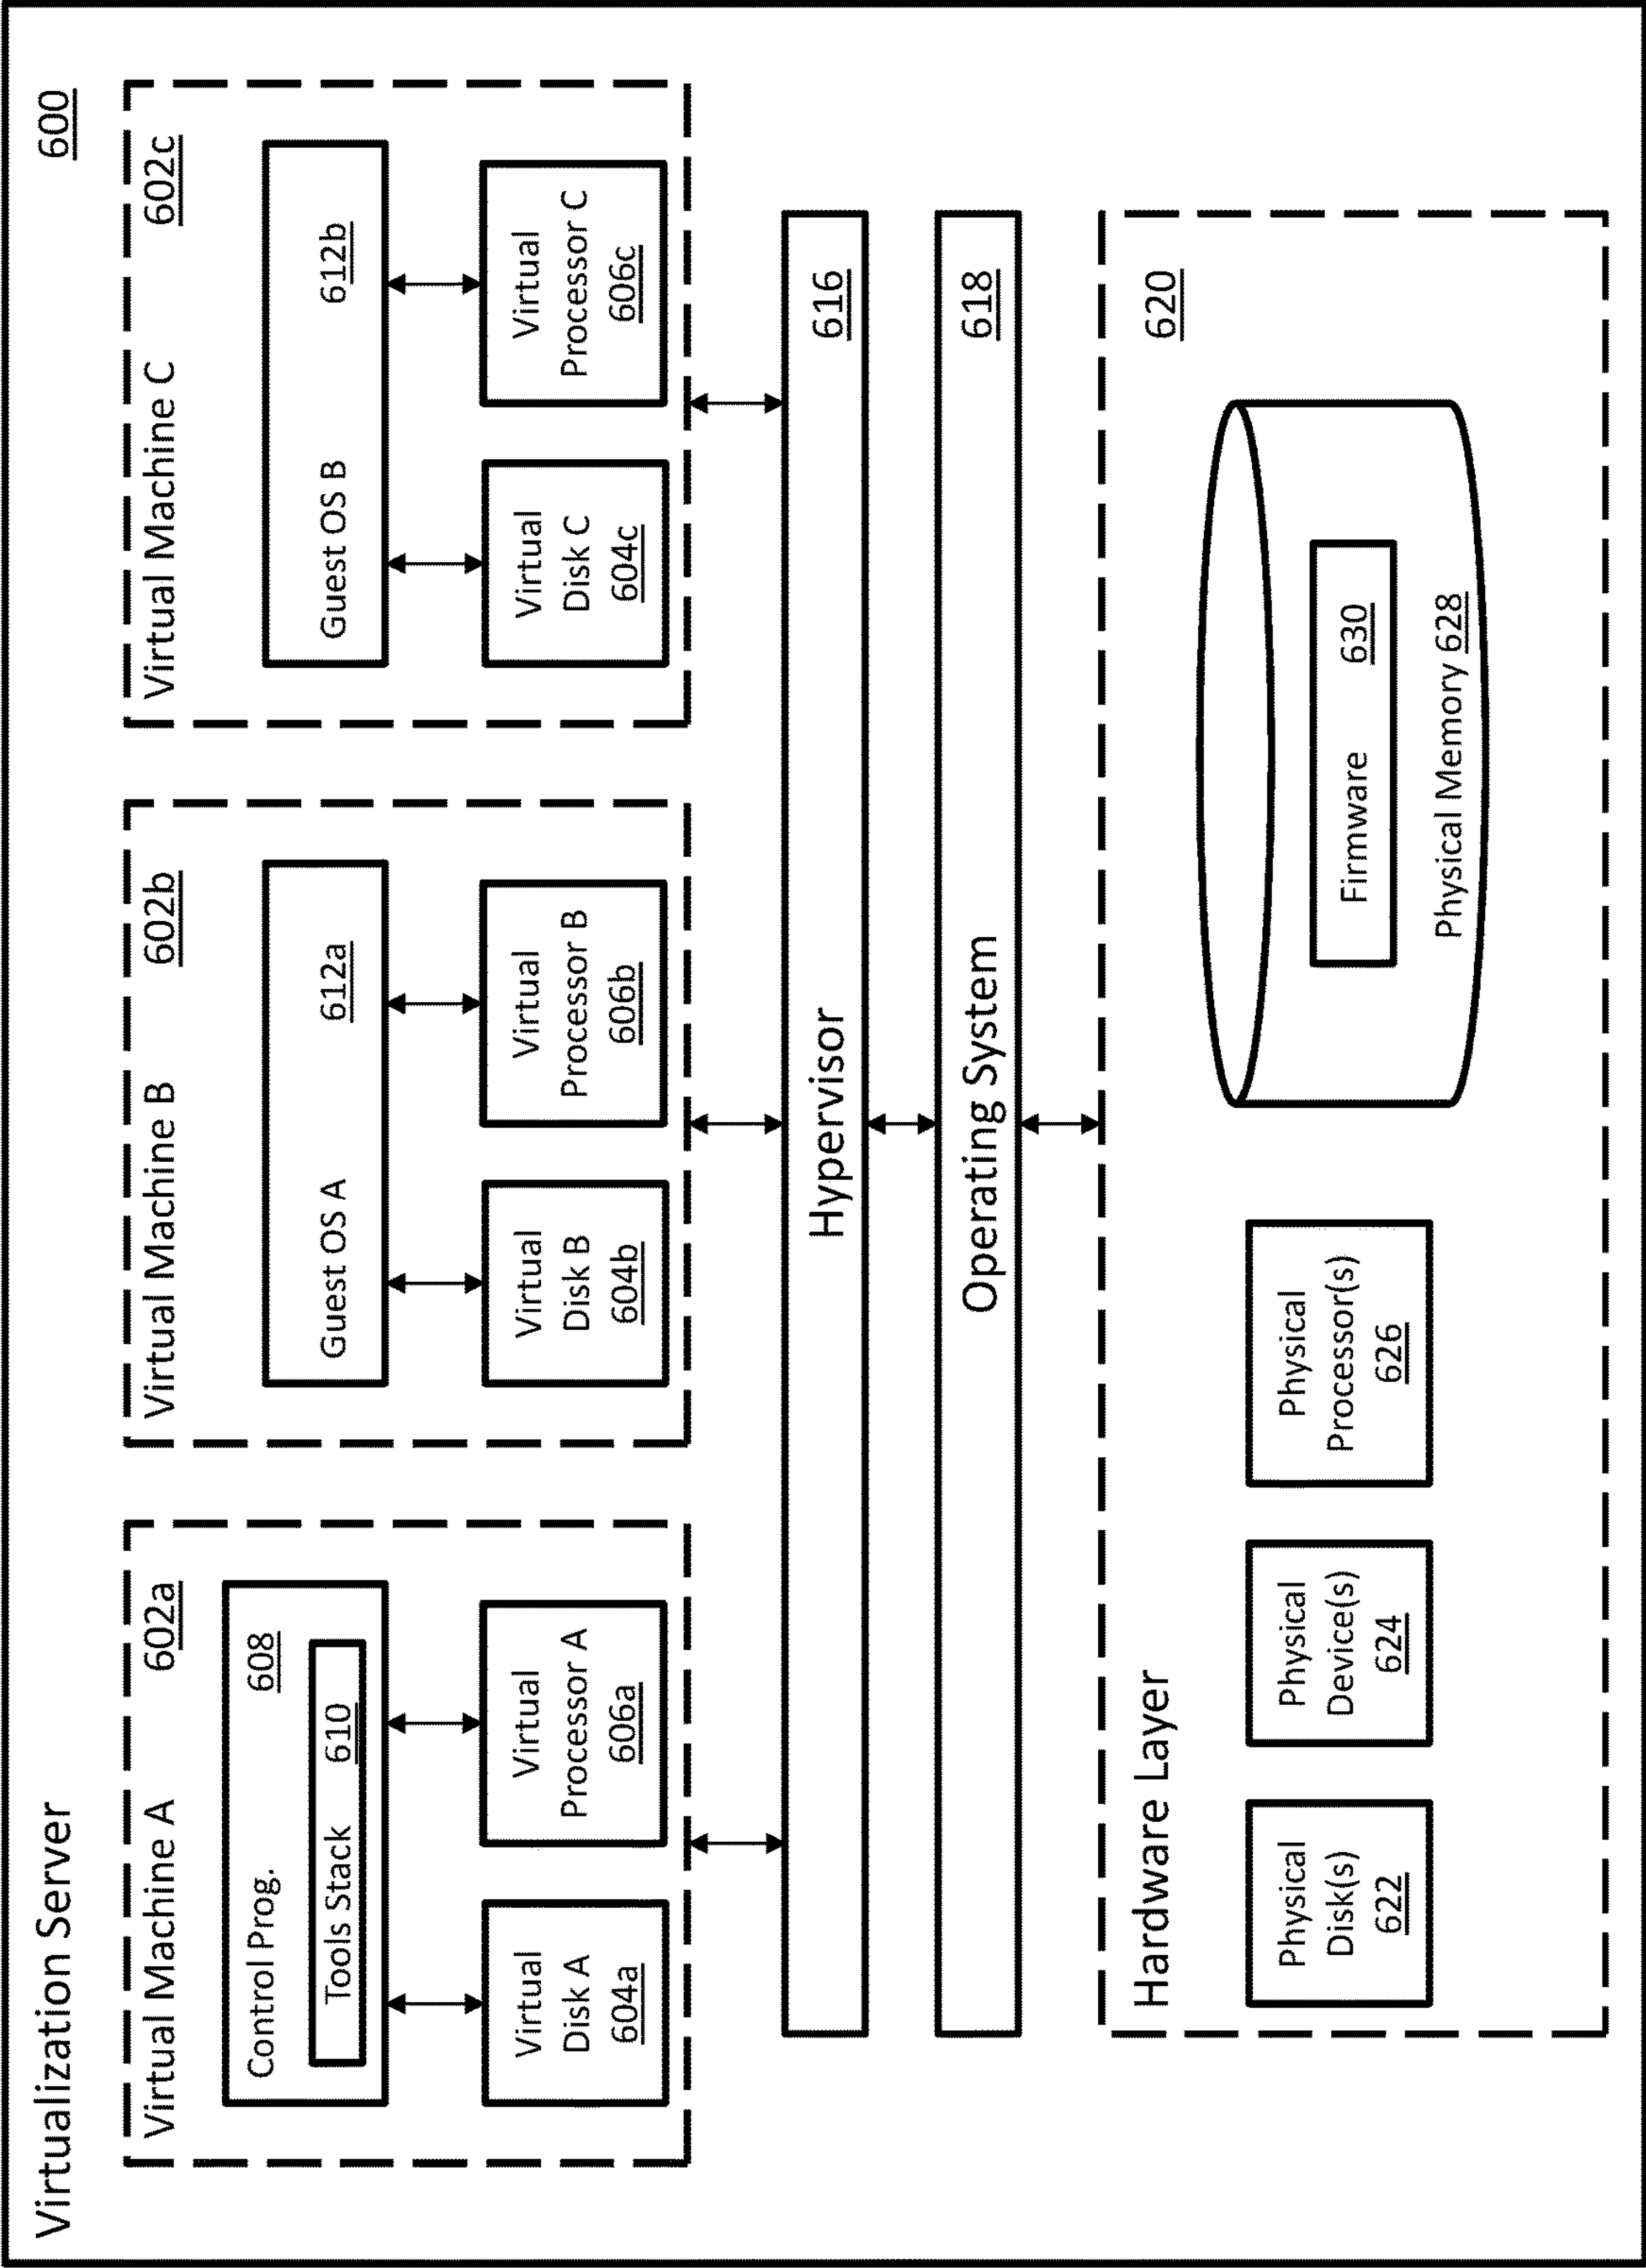 Virtualization Server 600
Virtual Machine A 602a
Control Prog. 608
Tools Stack 610
Virtual
Disk A
604a
Virtual
Processor A
606a
Virtual Machine B 602b
Guest OS A 612a
Virtual
Disk B
604b
Virtual
Processor B
606b
Virtual Machine C 602c
Guest OS B 612b
Virtual
Disk C
604c
Virtual
Processor C
606c
Hypervisor 616
Operating System 618
Hardware Layer 620
Physical
Disk(s)
622
Physical
Device(s)
624
Physical
Processor(s)
626
Firmware 630
Physical Memory 628